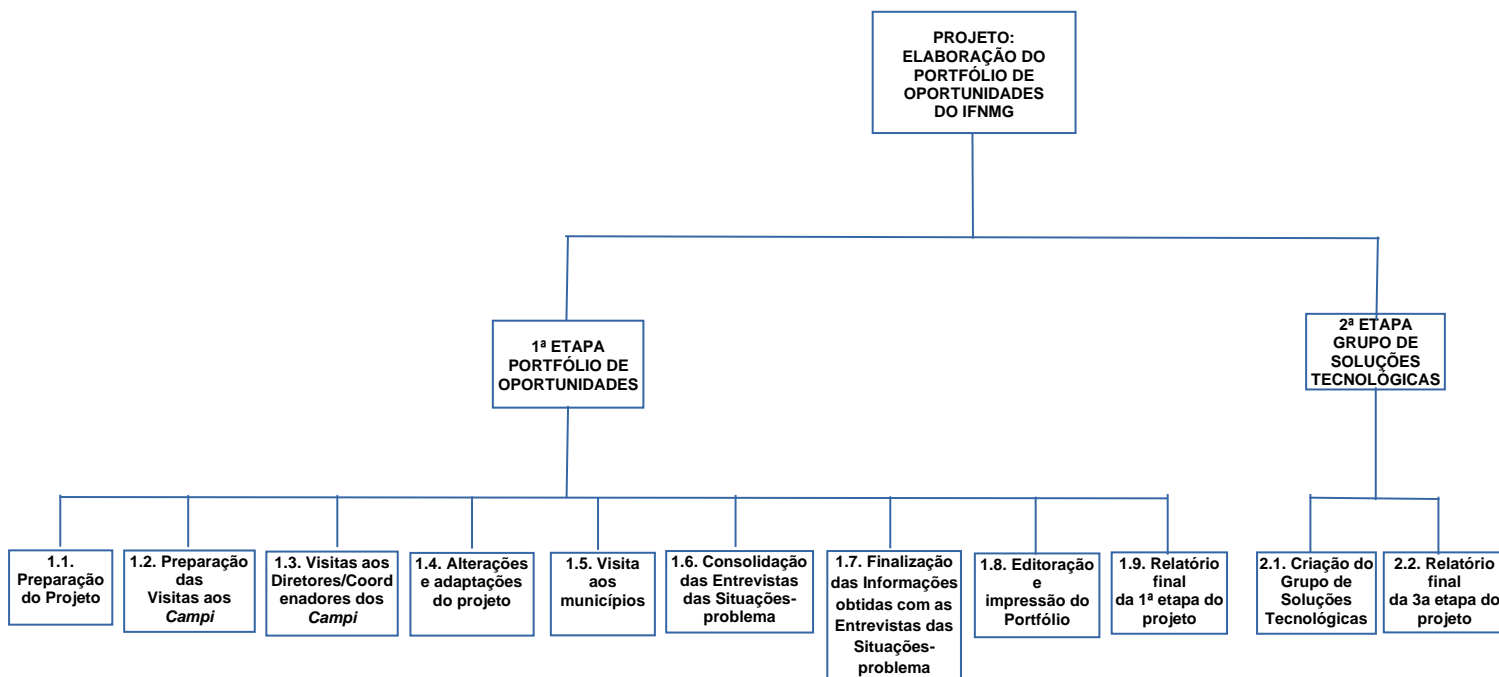 PROJETO:
ELABORAÇÃO DO
PORTFÓLIO DE
OPORTUNIDADES
DO IFNMG
1ª ETAPA
PORTFÓLIO DE
OPORTUNIDADES
2ª ETAPA
GRUPO DE
SOLUÇÕES
TECNOLÓGICAS
1.1.
Preparação
do Projeto
1.2. Preparação
das
Visitas aos
Campi
1.3. Visitas aos
Diretores/Coord
enadores dos
Campi
1.4. Alterações
e adaptações
do projeto
1.5. Visita
aos
municípios
1.6. Consolidação
das Entrevistas
das Situações-
problema
1.7. Finalização
das Informações
obtidas com as
Entrevistas das
Situações-
problema
1.8. Editoração
e
impressão do
Portfólio
1.9. Relatório
final
da 1ª etapa do
projeto
2.1. Criação do
Grupo de
Soluções
Tecnológicas
2.2. Relatório
final
da 3a etapa do
projeto